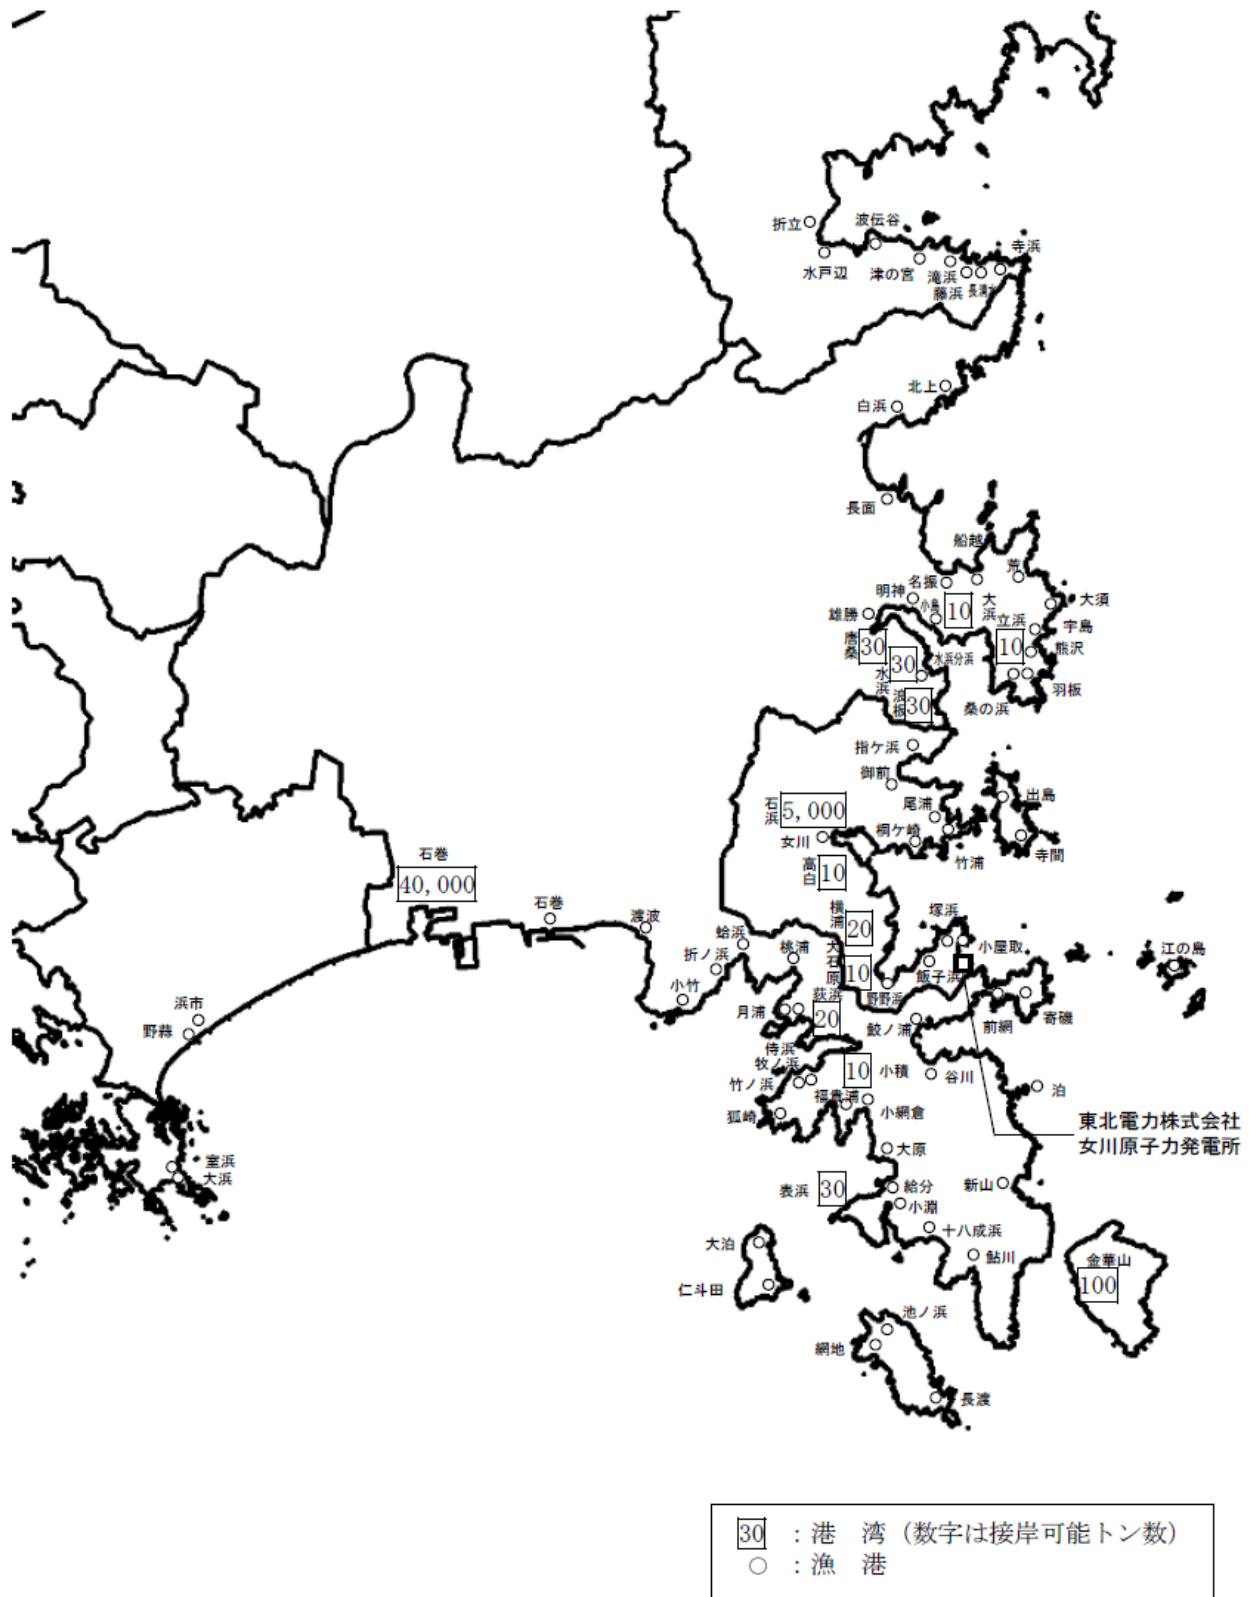 折立
波伝谷
水戸辺
津の宮
滝浜
藤浜
長清水
寺浜
北上
白浜
長面
船越
荒
名振
明神
小島
10
大浜
立浜
大須
雄勝
唐桑
30
30
水浜分浜
10
宇島
熊沢
水浜
浪板
30
桑の浜
羽板
指ケ浜
御前
石浜
5,000
尾浦
出島
女川
桐ケ崎
竹浦
寺間
高白
10
石巻
40,000
石巻
渡波
蛤浜
桃浦
横浦
20
塚浜
小屋取
江の島
折ノ浜
大石原
10
飯子浜
小竹
野野浜
浜市
野蒜
月浦
荻浜
20
鮫ノ浦
前網
寄磯
侍浜
牧ノ浜
竹ノ浜
10
小積
谷川
泊
福貴浦
狐崎
小網倉
東北電力株式会社
女川原子力発電所
大原
室浜
大浜
表浜
30
給分
新山
小淵
十八成浜
大泊
鮎川
金華山
100
仁斗田
池ノ浜
網地
長渡
30 :港 湾(数字は接岸可能トン数)
○ :漁 港